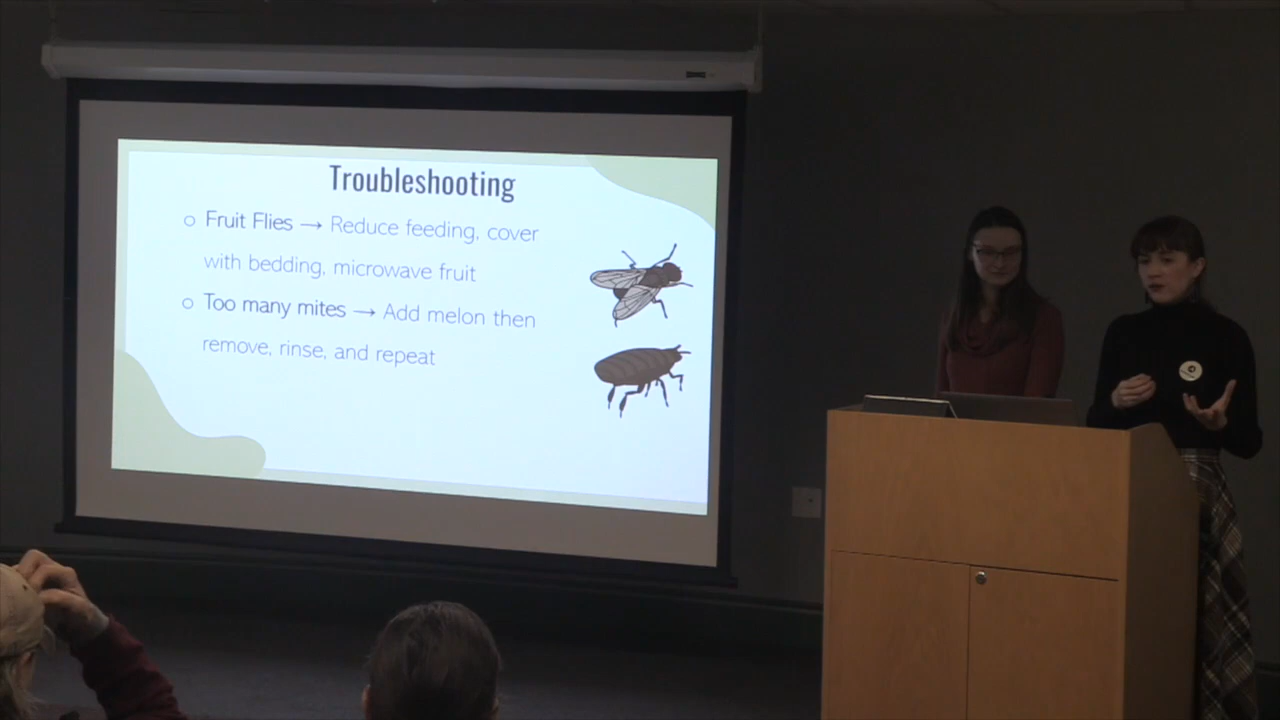 Troubleshooting
○ Fruit Flies → Reduce feeding, cover
with bedding, microwave fruit
○ Too many mites → Add melon then
remove, rinse, and repeat